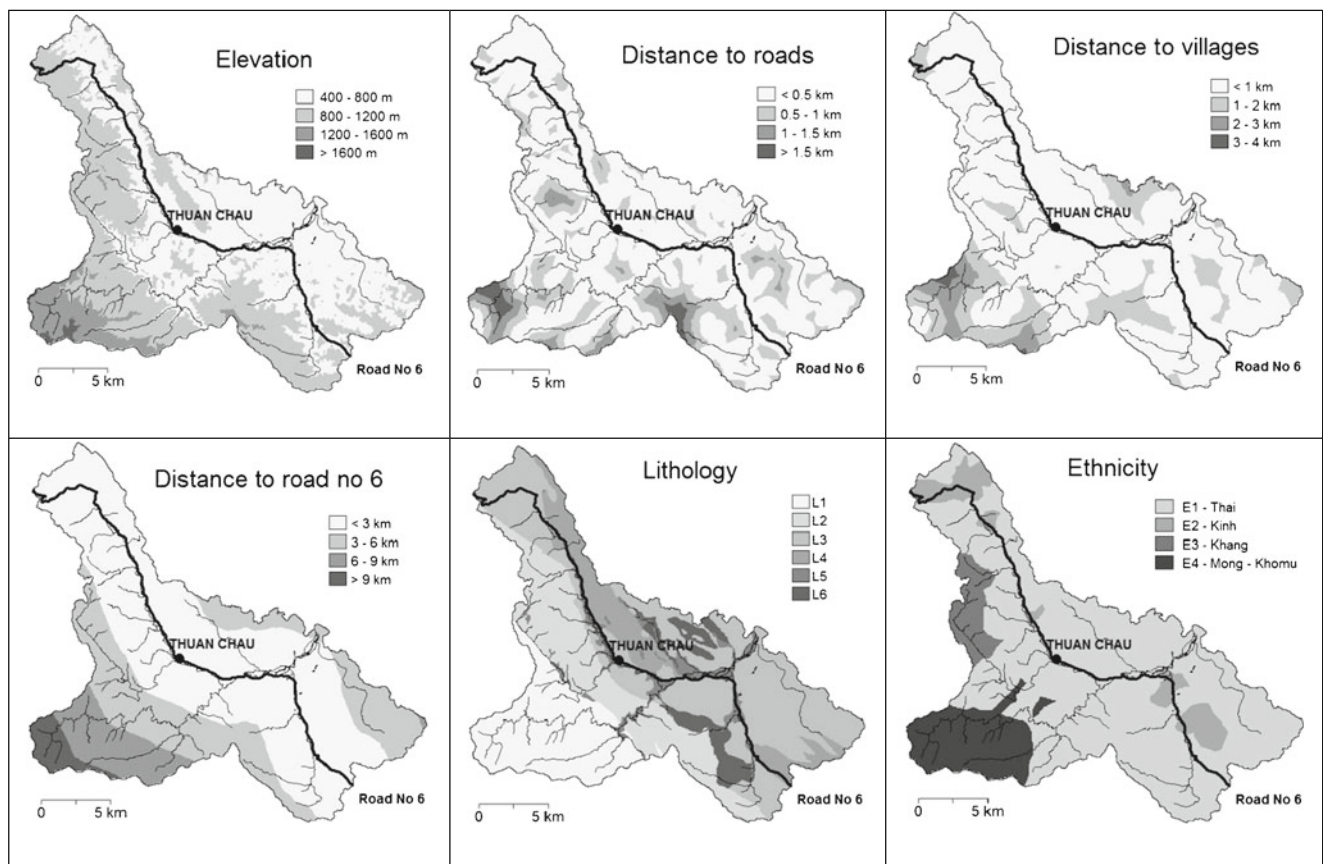 Elevation
400 - 800 m
800 - 1200 m
1200 - 1600 m
> 1600 m
THUAN CHAU
Road No 6
0 5 km
Distance to roads
< 0.5 km
0.5 - 1 km
1 - 1.5 km
> 1.5 km
THUAN CHAU
Road No 6
0 5 km
Distance to villages
< 1 km
1 - 2 km
2 - 3 km
3 - 4 km
THUAN CHAU
Road No 6
0 5 km
Distance to road no 6
< 3 km
3 - 6 km
6 - 9 km
> 9 km
THUAN CHAU
Road No 6
0 5 km
Lithology
L1
L2
L3
L4
L5
L6
THUAN CHAU
Road No 6
0 5 km
Ethnicity
E1 - Thai
E2 - Kinh
E3 - Khang
E4 - Mong - Khomu
THUAN CHAU
Road No 6
0 5 km